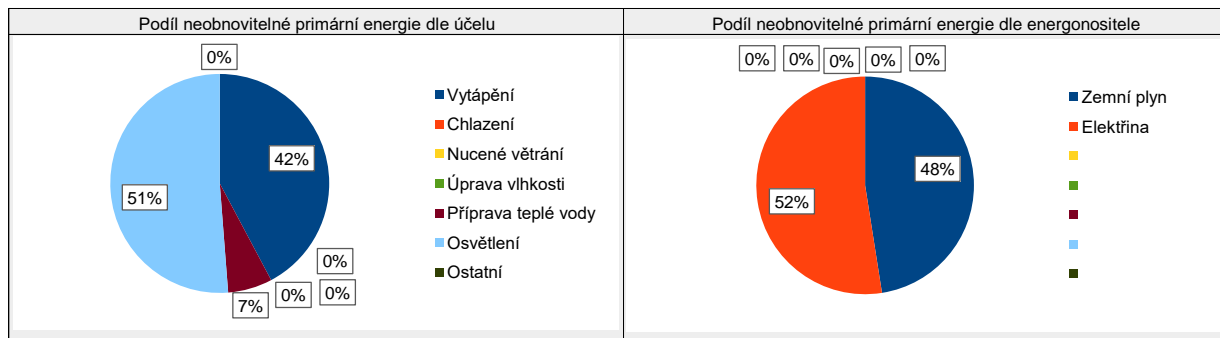 Podíl neobnovitelné primární energie dle účelu
0%
42%
51%
0%
0%
0%
7%
Vytápění
Chlazení
Nucené větrání
Úprava vlhkosti
Příprava teplé vody
Osvětlení
Ostatní
Podíl neobnovitelné primární energie dle energonositele
0% 0% 0% 0% 0%
48%
52%
Zemní plyn
Elektřina